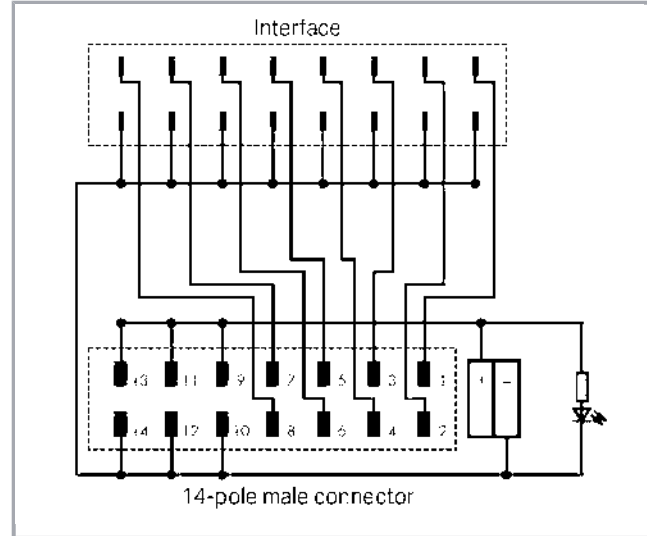 Interface
13 11 9 7 5 3 1
+ −
14 12 10 8 6 4 2
14-pole male connector